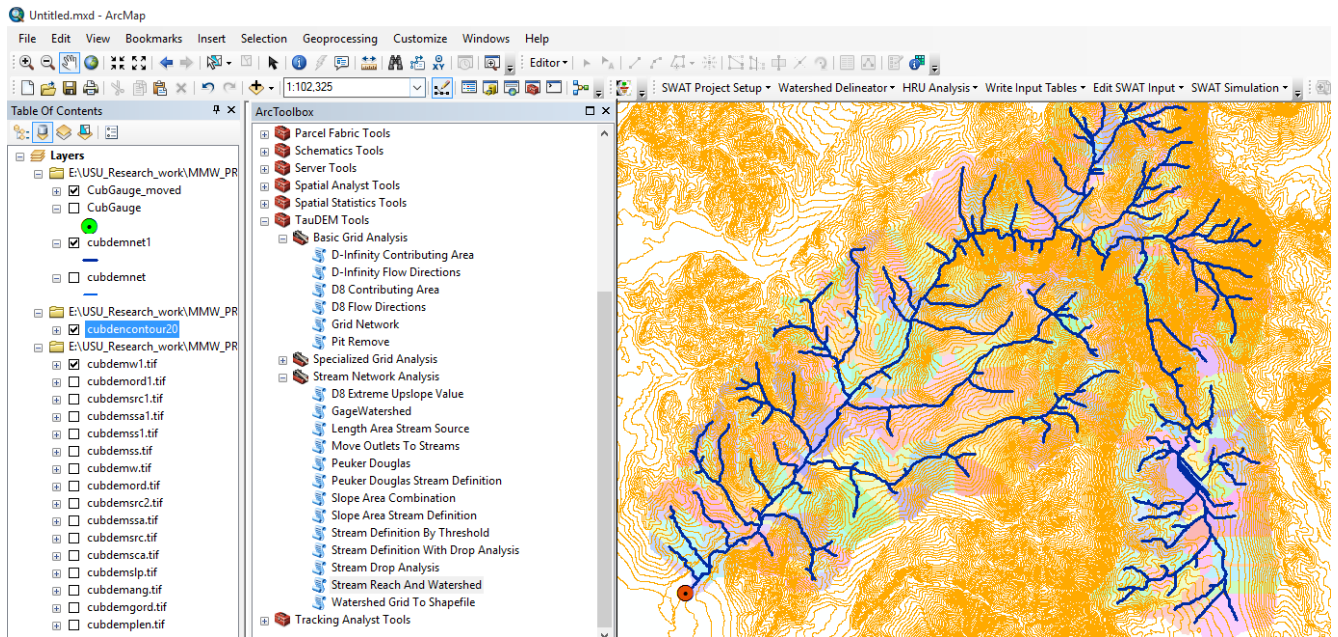 Untitled.mxd - ArcMap
File Edit View Bookmarks Insert Selection Geoprocessing Customize Windows Help
Editor
1:102,325
SWAT Project Setup Watershed Delineator HRU Analysis Write Input Tables Edit SWAT Input SWAT Simulation
Table Of Contents
Layers
E:\USU_Research_work\MMW_PR
CubGauge_moved
CubGauge
cubdemnet1
cubdemnet
E:\USU_Research_work\MMW_PR
cubdencontour20
E:\USU_Research_work\MMW_PR
cubdemw1.tif
cubdemord1.tif
cubdemsrc1.tif
cubdemssa1.tif
cubdemss1.tif
cubdemss.tif
cubdemw.tif
cubdemord.tif
cubdemsrc2.tif
cubdemssa.tif
cubdemsrc.tif
cubdemsca.tif
cubdemslp.tif
cubdemang.tif
cubdemgord.tif
cubdemplen.tif
ArcToolbox
Parcel Fabric Tools
Schematics Tools
Server Tools
Spatial Analyst Tools
Spatial Statistics Tools
TauDEM Tools
Basic Grid Analysis
D-Infinity Contributing Area
D-Infinity Flow Directions
D8 Contributing Area
D8 Flow Directions
Grid Network
Pit Remove
Specialized Grid Analysis
Stream Network Analysis
D8 Extreme Upslope Value
GageWatershed
Length Area Stream Source
Move Outlets To Streams
Peuker Douglas
Peuker Douglas Stream Definition
Slope Area Combination
Slope Area Stream Definition
Stream Definition By Threshold
Stream Definition With Drop Analysis
Stream Drop Analysis
Stream Reach And Watershed
Watershed Grid To Shapefile
Tracking Analyst Tools